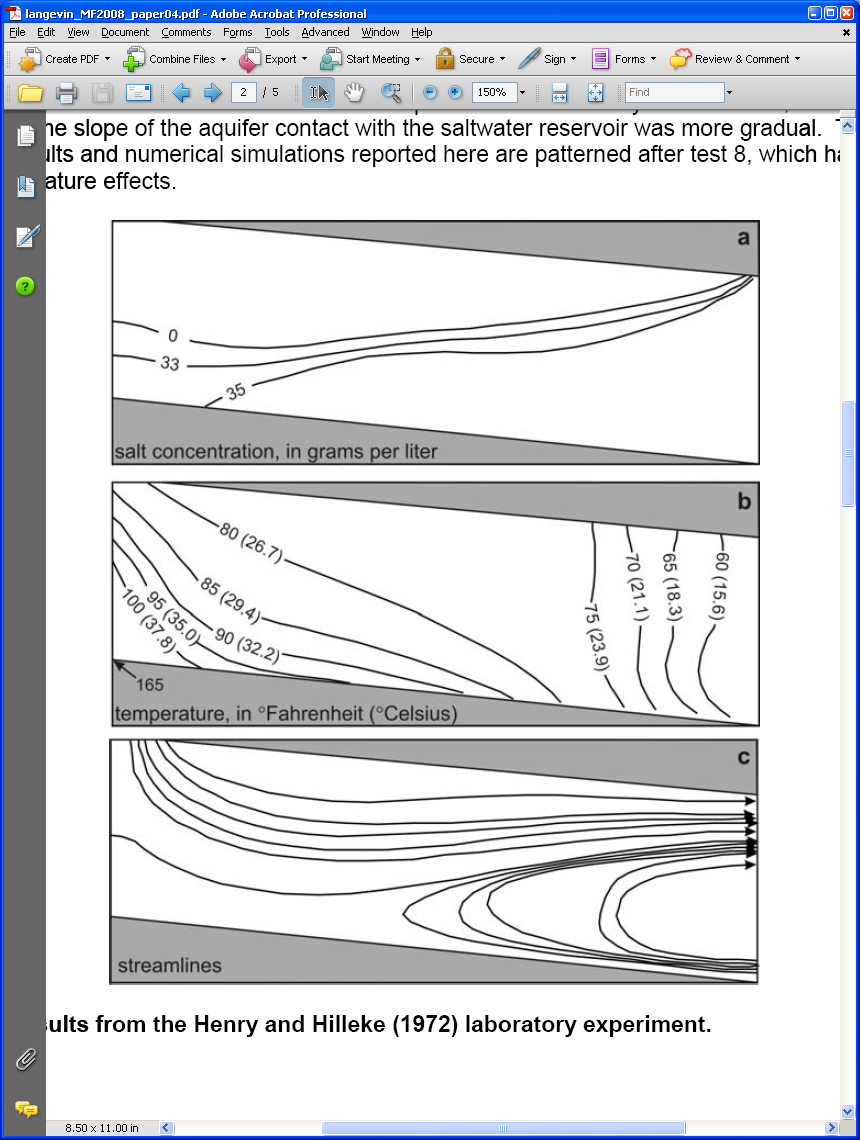 langevin_MF2008_paper04.pdf - Adobe Acrobat Professional
File Edit View Document Comments Forms Tools Advanced Window Help
Create PDF Combine Files Export Start Meeting Secure Sign Forms Review & Comment
2 / 5 150% Find
he slope of the aquifer contact with the saltwater reservoir was more gradual.
ults and numerical simulations reported here are patterned after test 8, which ha
ature effects.
a
0
33
35
salt concentration, in grams per liter
b
80 (26.7)
85 (29.4)
90 (32.2)
95 (35.0)
100 (37.8)
75 (23.9)
70 (21.1)
65 (18.3)
60 (15.6)
165
temperature, in °Fahrenheit (°Celsius)
c
streamlines
sults from the Henry and Hilleke (1972) laboratory experiment.
8.50 x 11.00 in